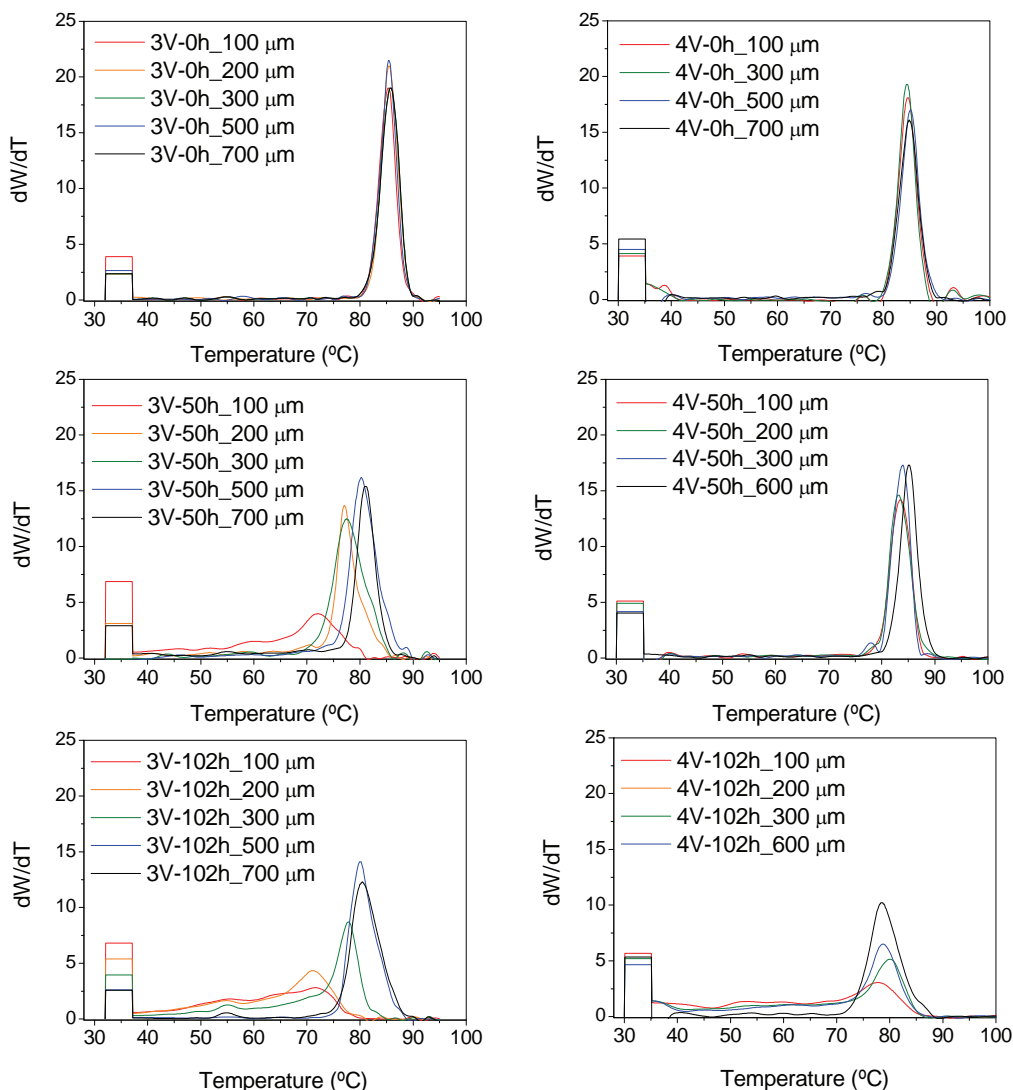 25
20
15
10
5
0
dW/dT
3V-0h_100 μm
3V-0h_200 μm
3V-0h_300 μm
3V-0h_500 μm
3V-0h_700 μm
30 40 50 60 70 80 90 100
Temperature (ºC)
25
20
15
10
5
0
dW/dT
4V-0h_100 μm
4V-0h_300 μm
4V-0h_500 μm
4V-0h_700 μm
30 40 50 60 70 80 90 100
Temperature (ºC)
25
20
15
10
5
0
dW/dT
3V-50h_100 μm
3V-50h_200 μm
3V-50h_300 μm
3V-50h_500 μm
3V-50h_700 μm
30 40 50 60 70 80 90 100
Temperature (ºC)
25
20
15
10
5
0
dW/dT
4V-50h_100 μm
4V-50h_200 μm
4V-50h_300 μm
4V-50h_600 μm
30 40 50 60 70 80 90 100
Temperature (ºC)
25
20
15
10
5
0
dW/dT
3V-102h_100 μm
3V-102h_200 μm
3V-102h_300 μm
3V-102h_500 μm
3V-102h_700 μm
30 40 50 60 70 80 90 100
Temperature (ºC)
25
20
15
10
5
0
dW/dT
4V-102h_100 μm
4V-102h_200 μm
4V-102h_300 μm
4V-102h_600 μm
30 40 50 60 70 80 90 100
Temperature (ºC)